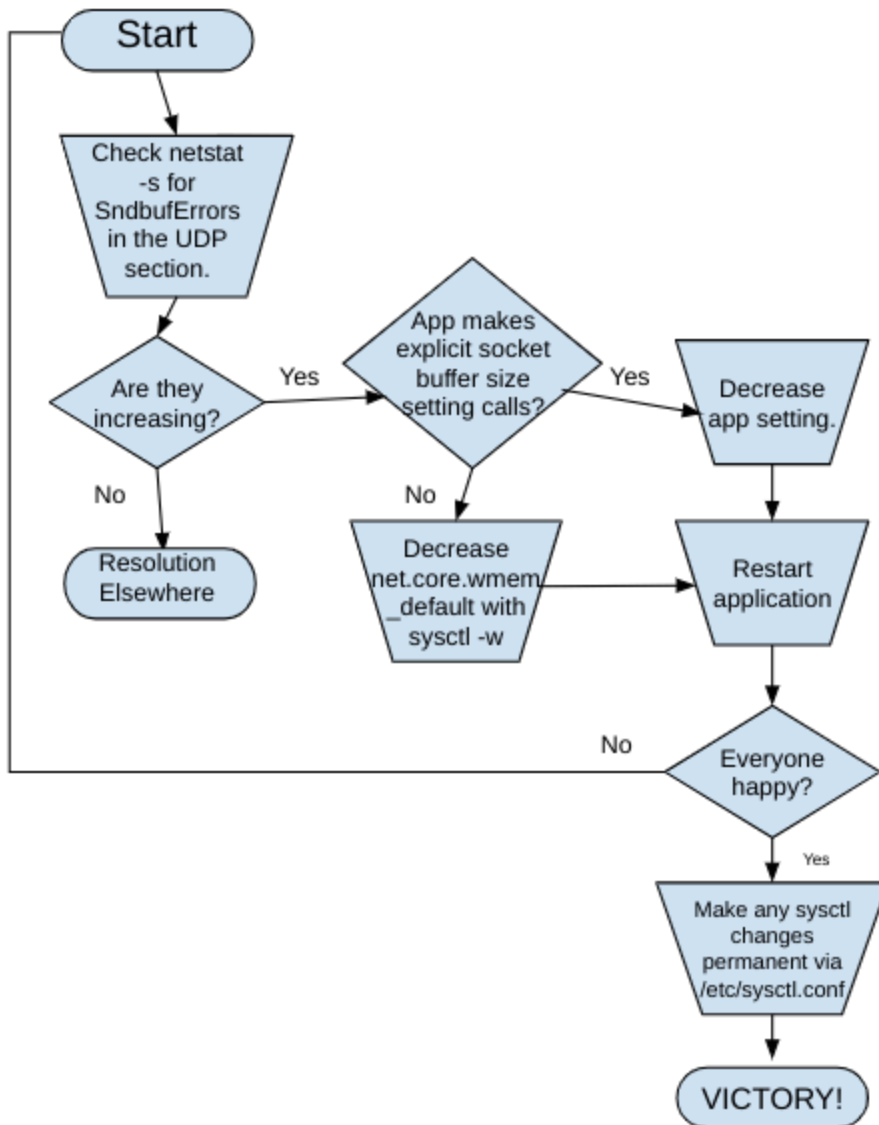 Start
Check netstat
-s for
SndbufErrors
in the UDP
section.
Are they
increasing?
Yes
No
Resolution
Elsewhere
App makes
explicit socket
buffer size
setting calls?
Yes
No
Decrease
app setting.
Decrease
net.core.wmem
_default with
sysctl -w
Restart
application
No
Everyone
happy?
Yes
Make any sysctl
changes
permanent via
/etc/sysctl.conf
VICTORY!